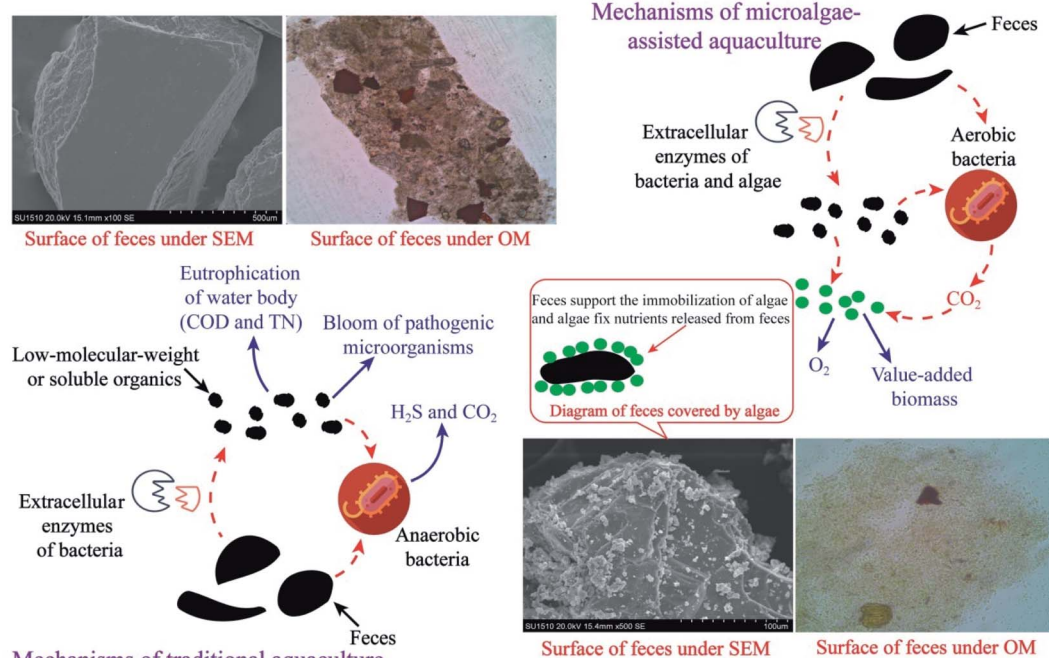 SU1510 20.0kV 15.1mm x100 SE
500um
Surface of feces under SEM
Surface of feces under OM
Mechanisms of microalgae-
assisted aquaculture
Feces
Extracellular
enzymes of
bacteria and algae
Aerobic
bacteria
CO₂
O₂
Value-added
biomass
Eutrophication
of water body
(COD and TN)
Bloom of pathogenic
microorganisms
Low-molecular-weight
or soluble organics
H₂S and CO₂
Extracellular
enzymes
of bacteria
Anaerobic
bacteria
Feces
Mechanisms of traditional aquaculture
Feces support the immobilization of algae
and algae fix nutrients released from feces
Diagram of feces covered by algae
SU1510 20.0kV 15.4mm x500 SE
100um
Surface of feces under SEM
Surface of feces under OM